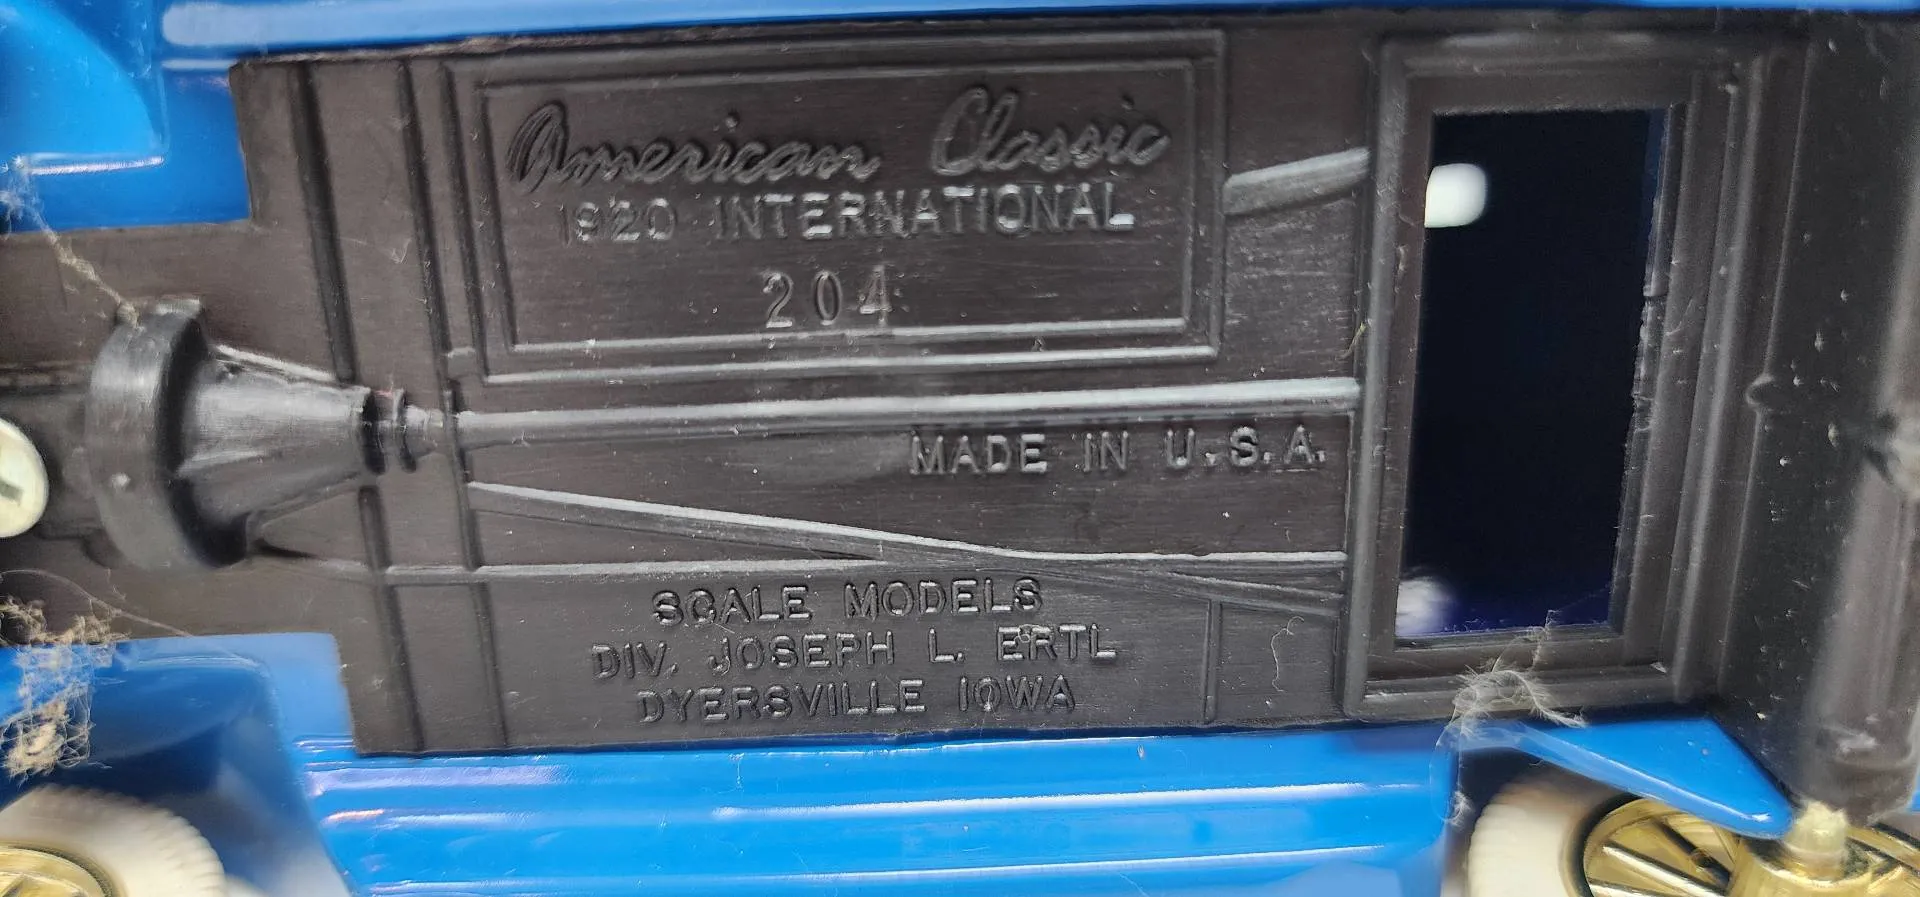 American Classic
1920 INTERNATIONAL
204
MADE IN U.S.A.
SCALE MODELS
DIV. JOSEPH L. ERTL
DYERSVILLE IOWA